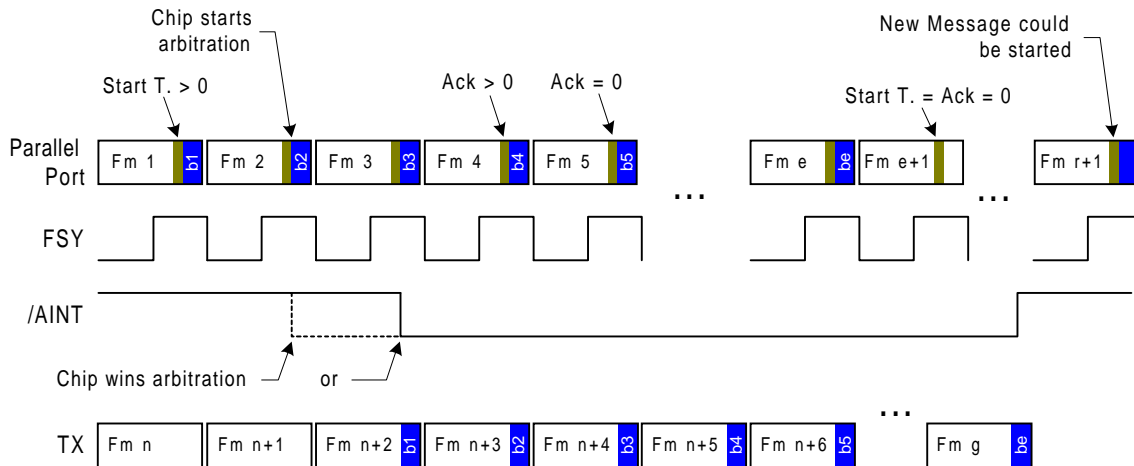 Chip starts
arbitration
New Message could
be started
Start T. > 0
Ack > 0
Ack = 0
Start T. = Ack = 0
Parallel
Port
Fm 1
b1
Fm 2
b2
Fm 3
b3
Fm 4
b4
Fm 5
b5
...
Fm e
be
Fm e+1
...
Fm r+1
FSY
/AINT
Chip wins arbitration
or
...
TX
Fm n
Fm n+1
Fm n+2
b1
Fm n+3
b2
Fm n+4
b3
Fm n+5
b4
Fm n+6
b5
Fm g
be